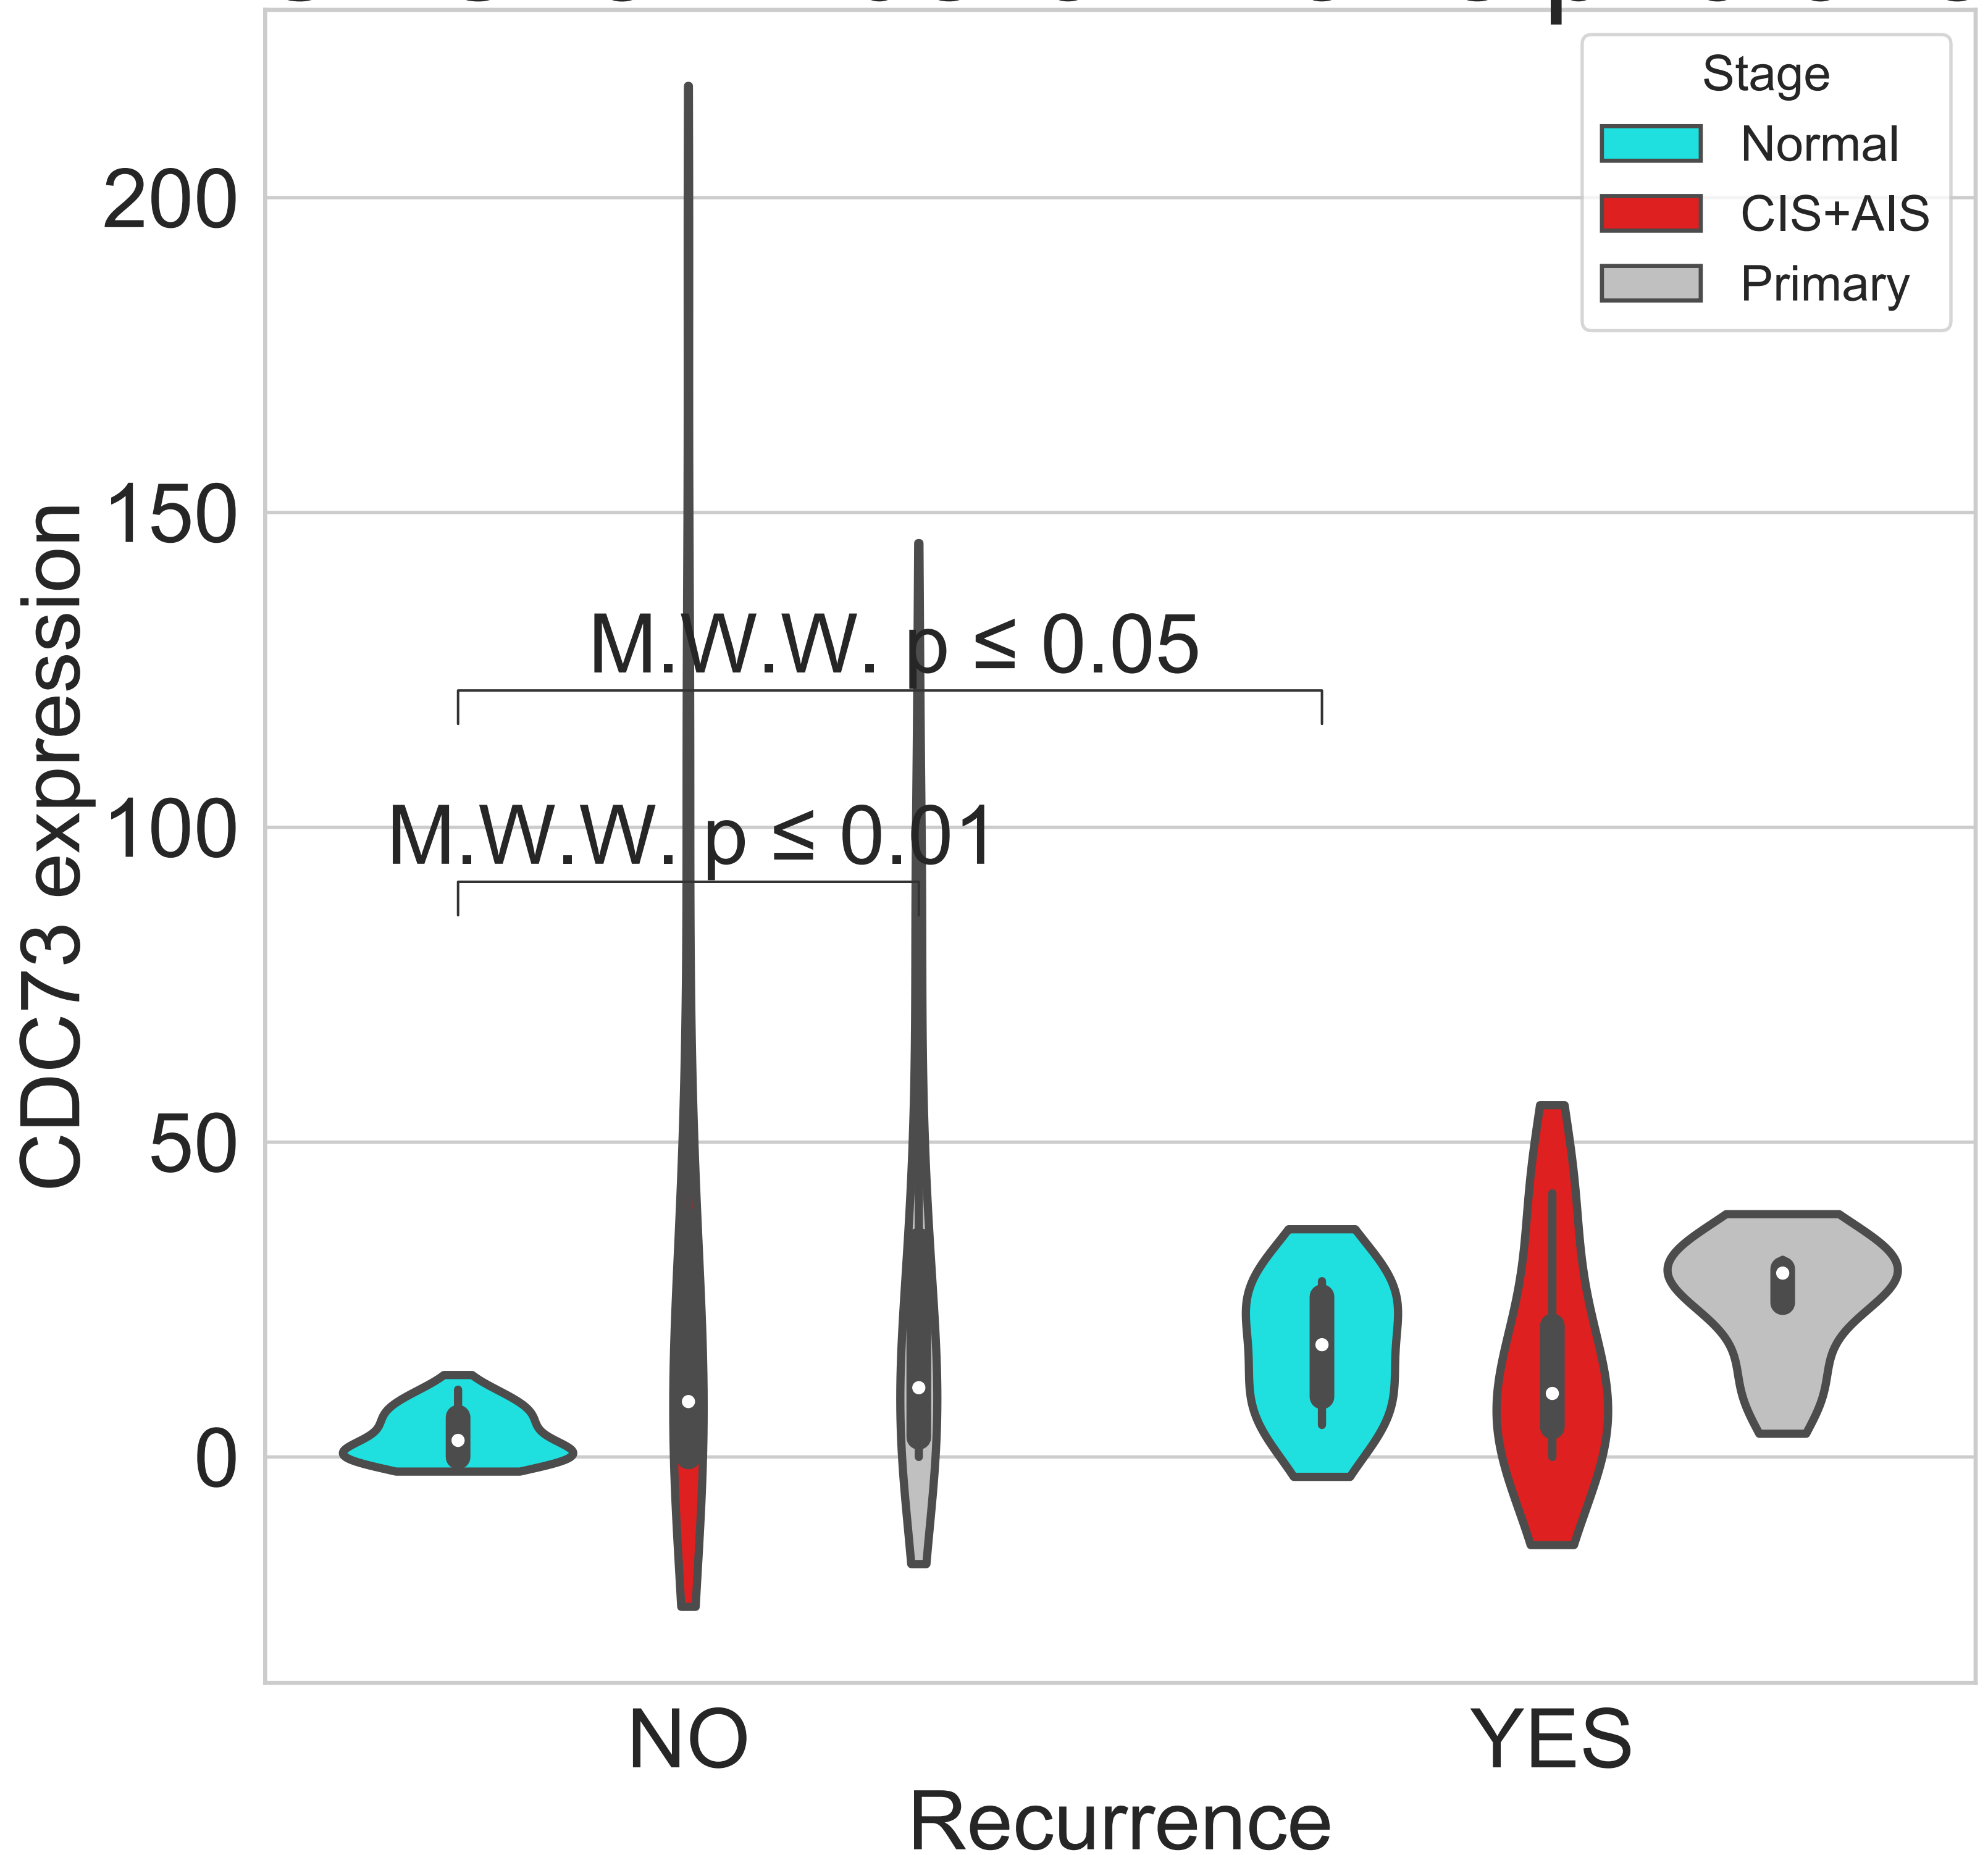 Stage
Normal
CIS+AIS
Primary
200
150
100
50
0
CDC73 expression
M.W.W. p ≤ 0.05
M.W.W. p ≤ 0.01
NO
YES
Recurrence